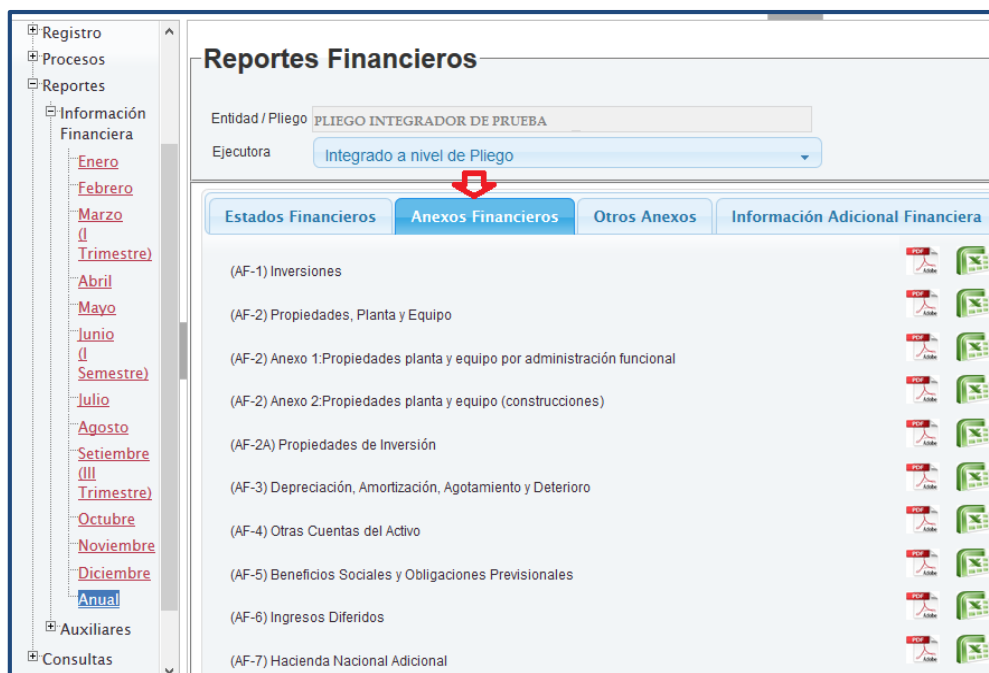 Registro
Procesos
Reportes
Información
Financiera
Enero
Febrero
Marzo
(I
Trimestre)
Abril
Mayo
Junio
(I
Semestre)
Julio
Agosto
Setiembre
(III
Trimestre)
Octubre
Noviembre
Diciembre
Anual
Auxiliares
Consultas
Reportes Financieros
Entidad / Pliego PLIEGO INTEGRADOR DE PRUEBA
Ejecutora Integrado a nivel de Pliego
Estados Financieros Anexos Financieros Otros Anexos Información Adicional Financiera
(AF-1) Inversiones
(AF-2) Propiedades, Planta y Equipo
(AF-2) Anexo 1:Propiedades planta y equipo por administración funcional
(AF-2) Anexo 2:Propiedades planta y equipo (construcciones)
(AF-2A) Propiedades de Inversión
(AF-3) Depreciación, Amortización, Agotamiento y Deterioro
(AF-4) Otras Cuentas del Activo
(AF-5) Beneficios Sociales y Obligaciones Previsionales
(AF-6) Ingresos Diferidos
(AF-7) Hacienda Nacional Adicional